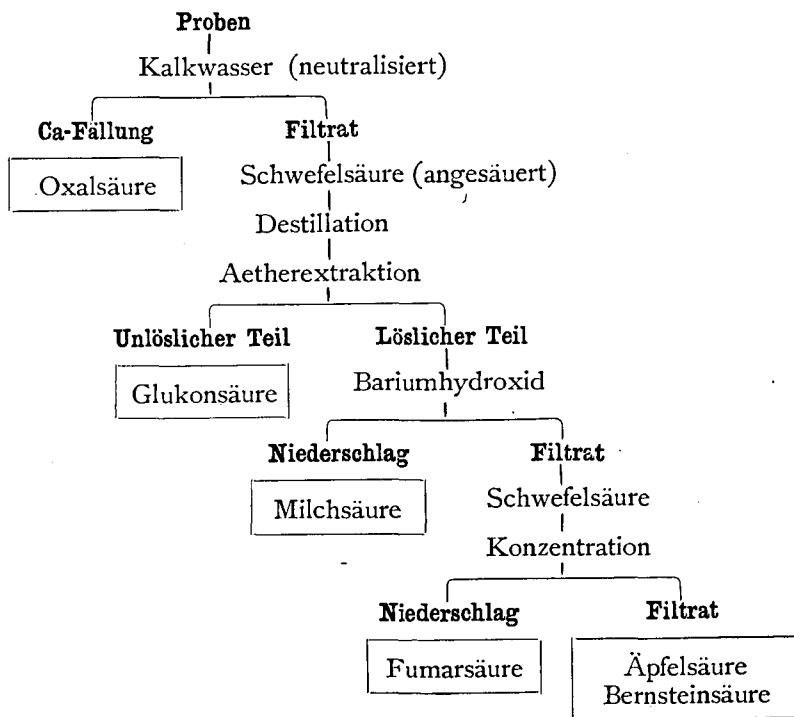 Proben
Kalkwasser (neutralisiert)
Ca-Fällung Filtrat
Oxalsäure
Schwefelsäure (angesäuert)
Destillation
Aetherextraktion
Unlöslicher Teil Löslicher Teil
Glukonsäure
Bariumhydroxid
Niederschlag Filtrat
Milchsäure
Schwefelsäure
Konzentration
Niederschlag Filtrat
Fumarsäure
Äpfelsäure
Bernsteinsäure